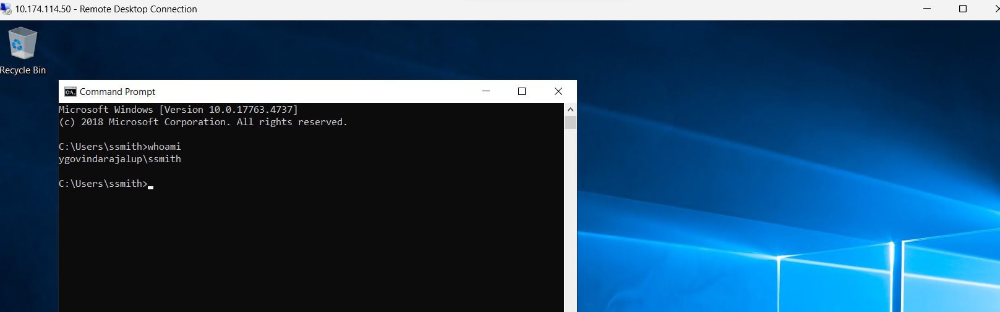 10.174.114.50 - Remote Desktop Connection
Recycle Bin
Command Prompt
Microsoft Windows [Version 10.0.17763.4737]
(c) 2018 Microsoft Corporation. All rights reserved.
C:\Users\ssmith>whoami
ygovindarajalup\ssmith
C:\Users\ssmith>